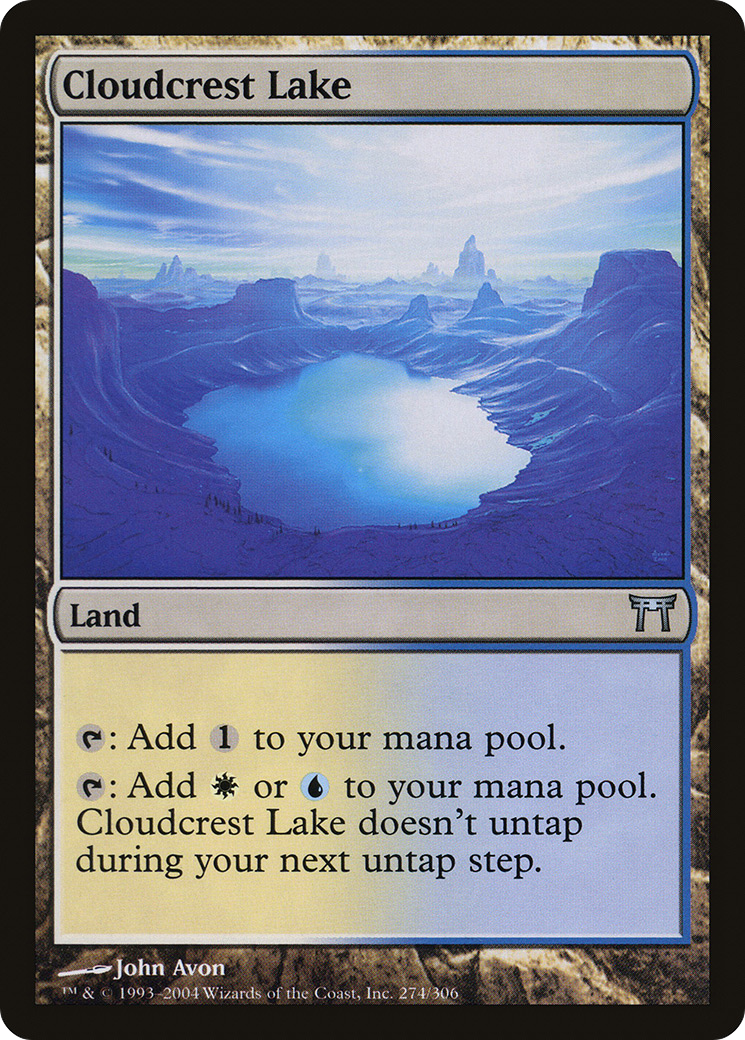 Cloudcrest Lake
Land
: Add 1 to your mana pool.
: Add or to your mana pool.
Cloudcrest Lake doesn't untap
during your next untap step.
John Avon
™ & © 1993–2004 Wizards of the Coast, Inc. 274/306